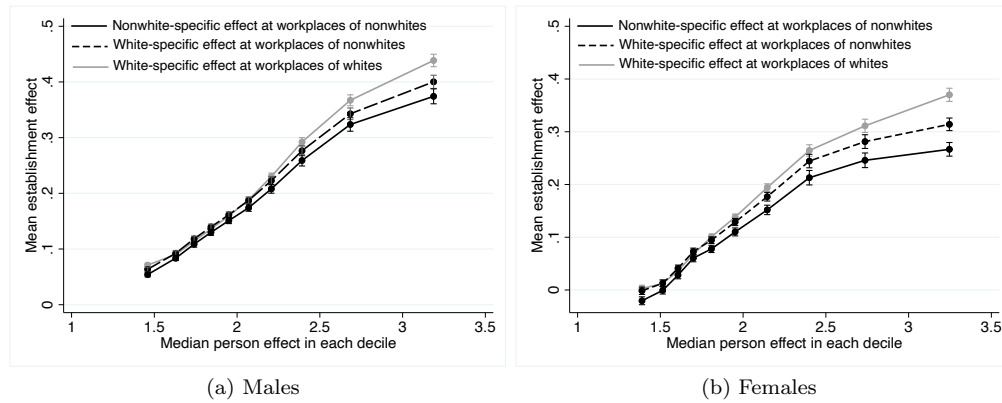 Nonwhite-specific effect at workplaces of nonwhites
White-specific effect at workplaces of nonwhites
White-specific effect at workplaces of whites
Mean establishment effect
.5
.4
.3
.2
.1
0
1 1.5 2 2.5 3 3.5
Median person effect in each decile
(a) Males
Nonwhite-specific effect at workplaces of nonwhites
White-specific effect at workplaces of nonwhites
White-specific effect at workplaces of whites
Mean establishment effect
.5
.4
.3
.2
.1
0
1 1.5 2 2.5 3 3.5
Median person effect in each decile
(b) Females